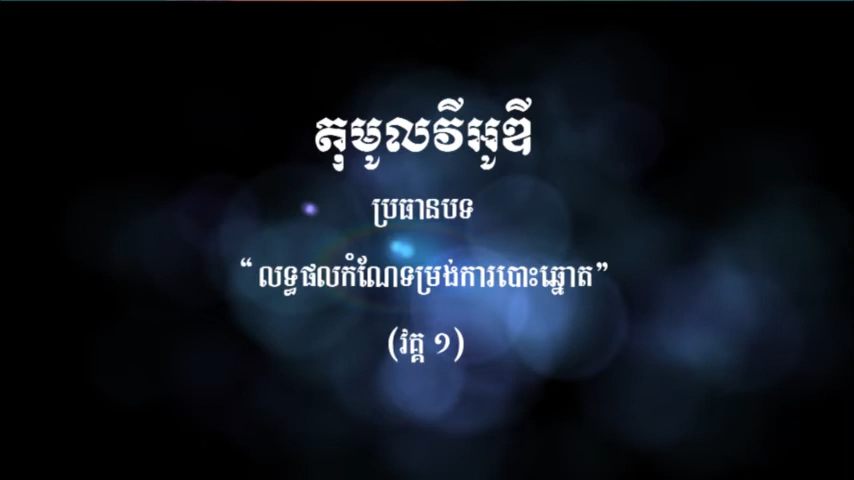 តុមូលវីអូឌី
ប្រធានបទ
“ លទ្ធផលកំណែទម្រង់ការបោះឆ្នោត”
(វគ្គ ១)